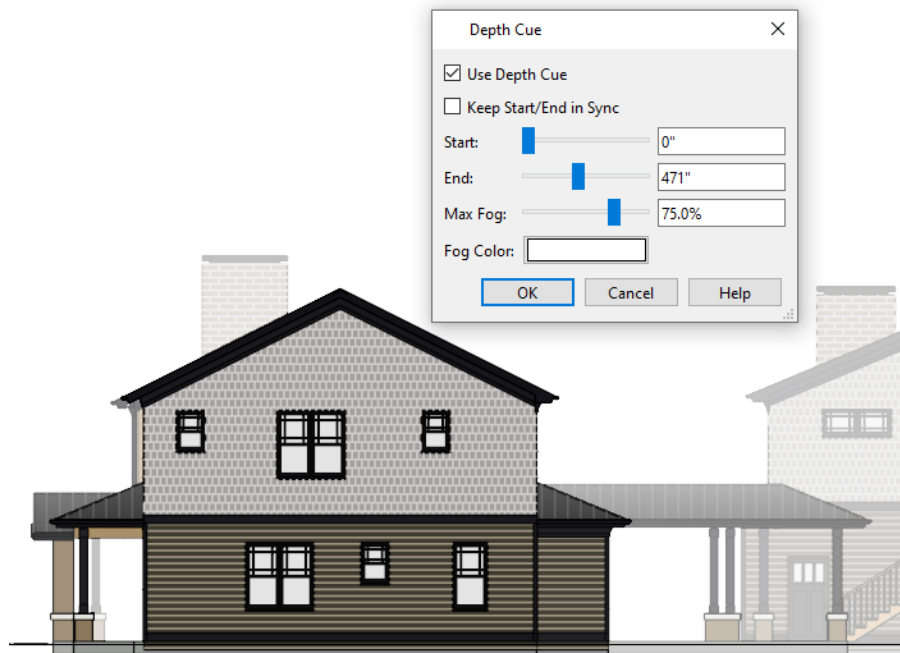 Depth Cue
Use Depth Cue
Keep Start/End in Sync
Start: 0"
End: 471"
Max Fog: 75.0%
Fog Color:
OK Cancel Help